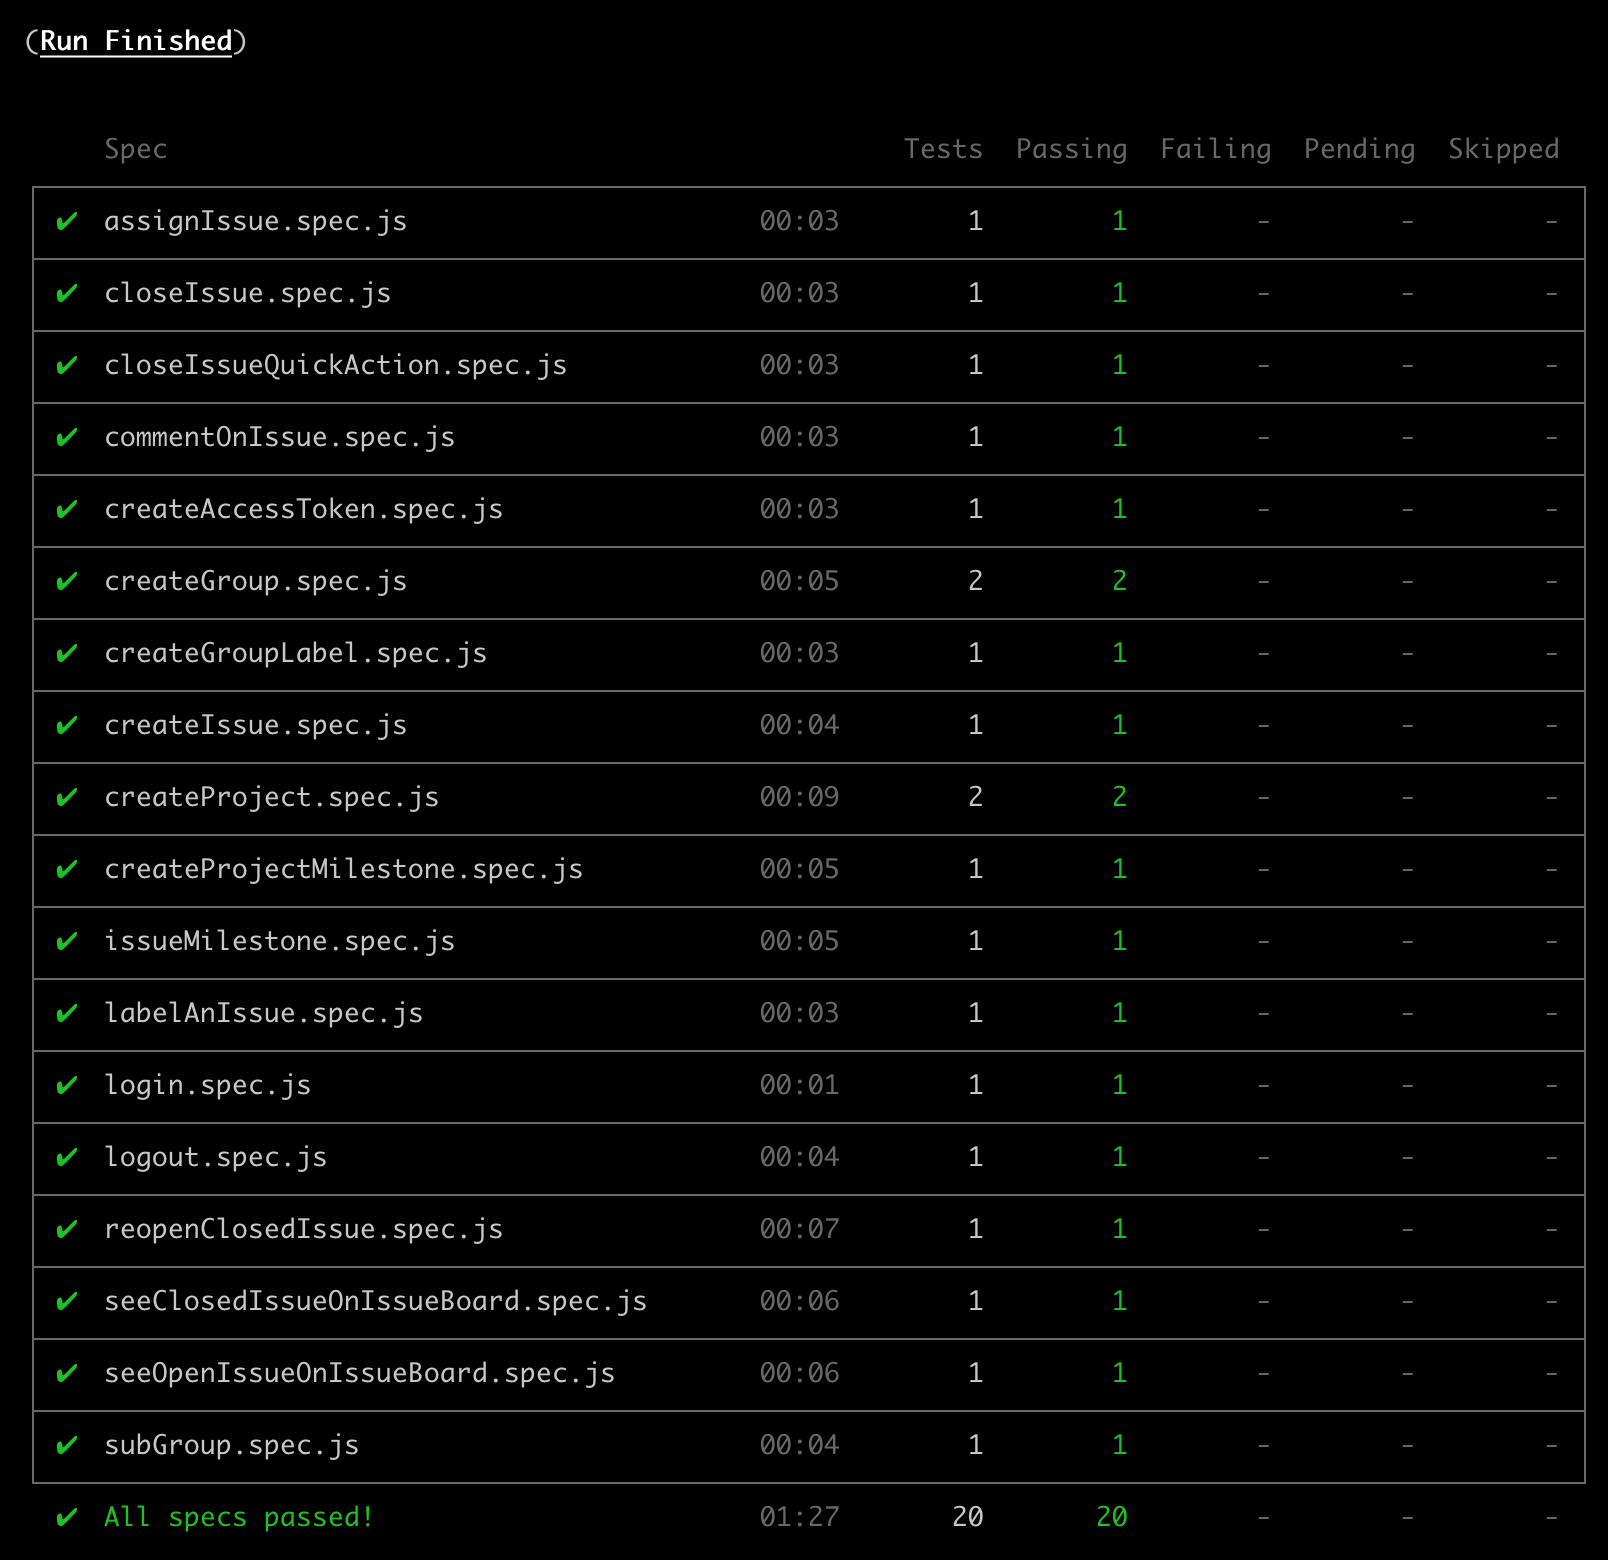 (Run Finished)
Spec Tests Passing Failing Pending Skipped
✔ assignIssue.spec.js 00:03 1 1 - - -
✔ closeIssue.spec.js 00:03 1 1 - - -
✔ closeIssueQuickAction.spec.js 00:03 1 1 - - -
✔ commentOnIssue.spec.js 00:03 1 1 - - -
✔ createAccessToken.spec.js 00:03 1 1 - - -
✔ createGroup.spec.js 00:05 2 2 - - -
✔ createGroupLabel.spec.js 00:03 1 1 - - -
✔ createIssue.spec.js 00:04 1 1 - - -
✔ createProject.spec.js 00:09 2 2 - - -
✔ createProjectMilestone.spec.js 00:05 1 1 - - -
✔ issueMilestone.spec.js 00:05 1 1 - - -
✔ labelAnIssue.spec.js 00:03 1 1 - - -
✔ login.spec.js 00:01 1 1 - - -
✔ logout.spec.js 00:04 1 1 - - -
✔ reopenClosedIssue.spec.js 00:07 1 1 - - -
✔ seeClosedIssueOnIssueBoard.spec.js 00:06 1 1 - - -
✔ seeOpenIssueOnIssueBoard.spec.js 00:06 1 1 - - -
✔ subGroup.spec.js 00:04 1 1 - - -
✔ All specs passed! 01:27 20 20 - - -